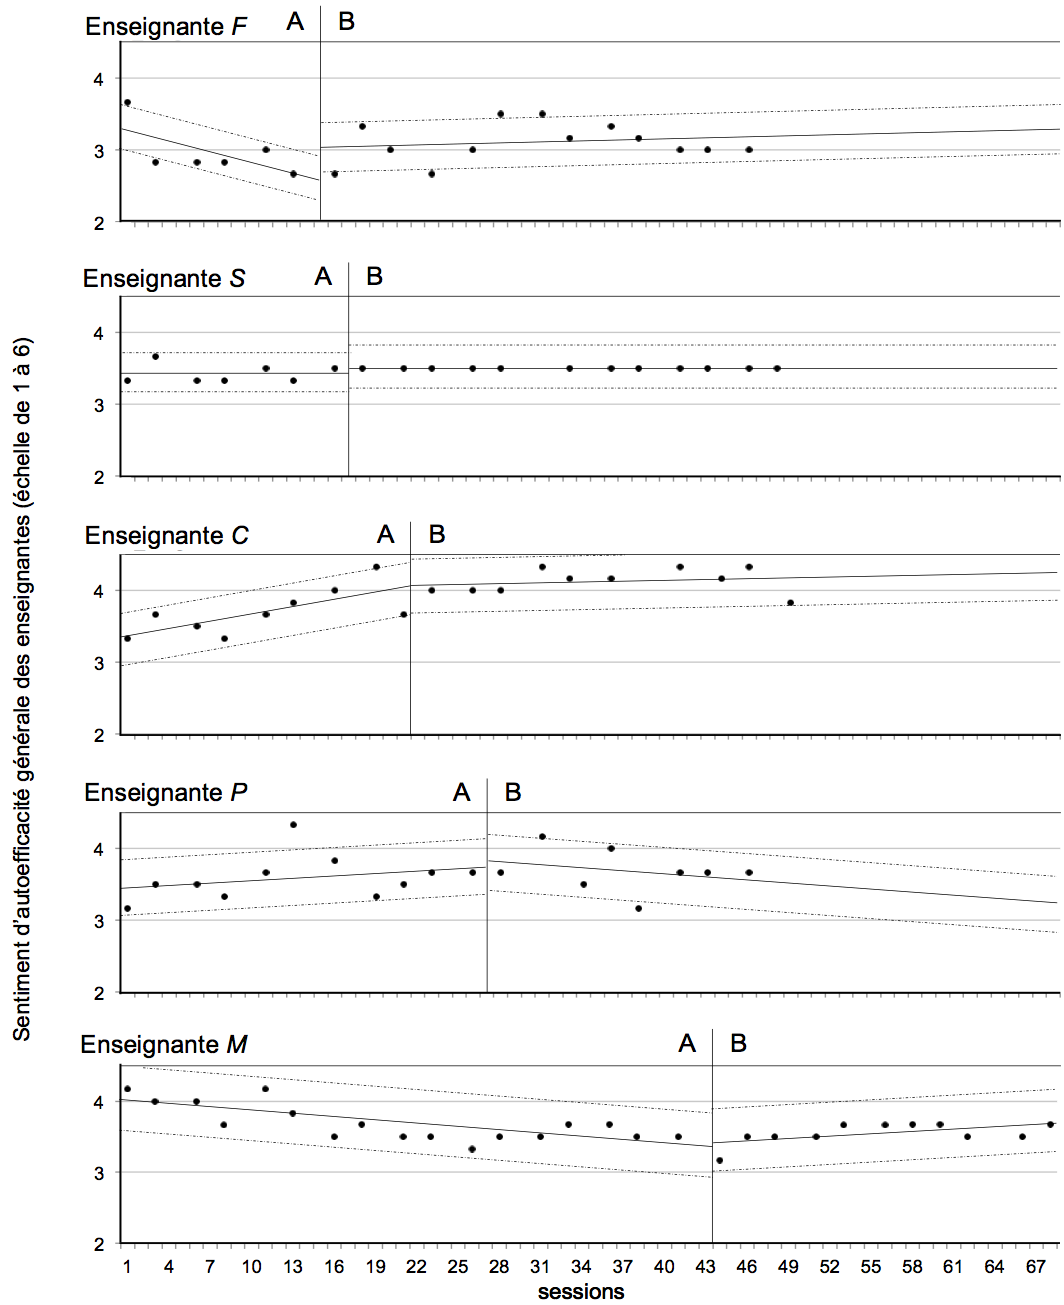 Enseignante F A B
4
3
2
Enseignante S A B
4
3
2
Sentiment d'autoefficacité générale des enseignantes (échelle de 1 à 6)
Enseignante C A B
4
3
2
Enseignante P A B
4
3
2
Enseignante M A B
4
3
2
1 4 7 10 13 16 19 22 25 28 31 34 37 40 43 46 49 52 55 58 61 64 67
sessions